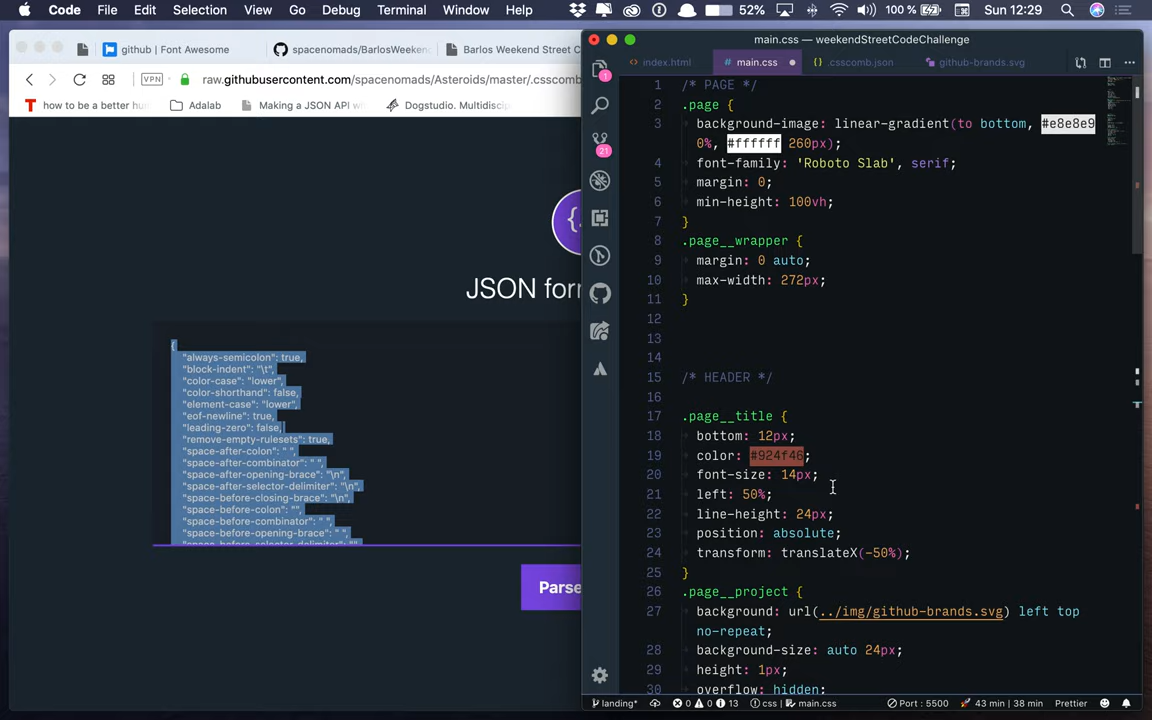 Code File Edit Selection View Go Debug Terminal Window Help 52% 100 % Sun 12:29
github | Font Awesome spacenomads/BarlosWeeken Barlos Weekend Street C
VPN raw.githubusercontent.com/spacenomads/Asteroids/master/.csscomb
how to be a better hu Adalab Making a JSON API wi Dogstudio. Multidisci
{
JSON for
{
"always-semicolon": true,
"block-indent": "\t",
"color-case": "lower",
"color-shorthand": false,
"element-case": "lower",
"eof-newline": true,
"leading-zero": false,
"remove-empty-rulesets": true,
"space-after-colon": " ",
"space-after-combinator": " ",
"space-after-opening-brace": "\n",
"space-after-selector-delimiter": "\n",
"space-before-closing-brace": "\n",
"space-before-colon": "",
"space-before-combinator": " ",
"space-before-opening-brace": " ",
"space-before-selector-delimiter": ""
Parse
main.css — weekendStreetCodeChallenge
index.html main.css .csscomb.json github-brands.svg
1
21
1 /* PAGE */
2 .page {
3 background-image: linear-gradient(to bottom, #e8e8e9
0%, #ffffff 260px);
4 font-family: 'Roboto Slab', serif;
5 margin: 0;
6 min-height: 100vh;
7 }
8 .page__wrapper {
9 margin: 0 auto;
10 max-width: 272px;
11 }
12
13
14
15 /* HEADER */
16
17 .page__title {
18 bottom: 12px;
19 color: #924f46;
20 font-size: 14px;
21 left: 50%;
22 line-height: 24px;
23 position: absolute;
24 transform: translateX(-50%);
25 }
26 .page__project {
27 background: url(../img/github-brands.svg) left top
no-repeat;
28 background-size: auto 24px;
29 height: 1px;
30 overflow: hidden;
landing* 0 0 13 css main.css Port : 5500 43 min | 38 min Prettier